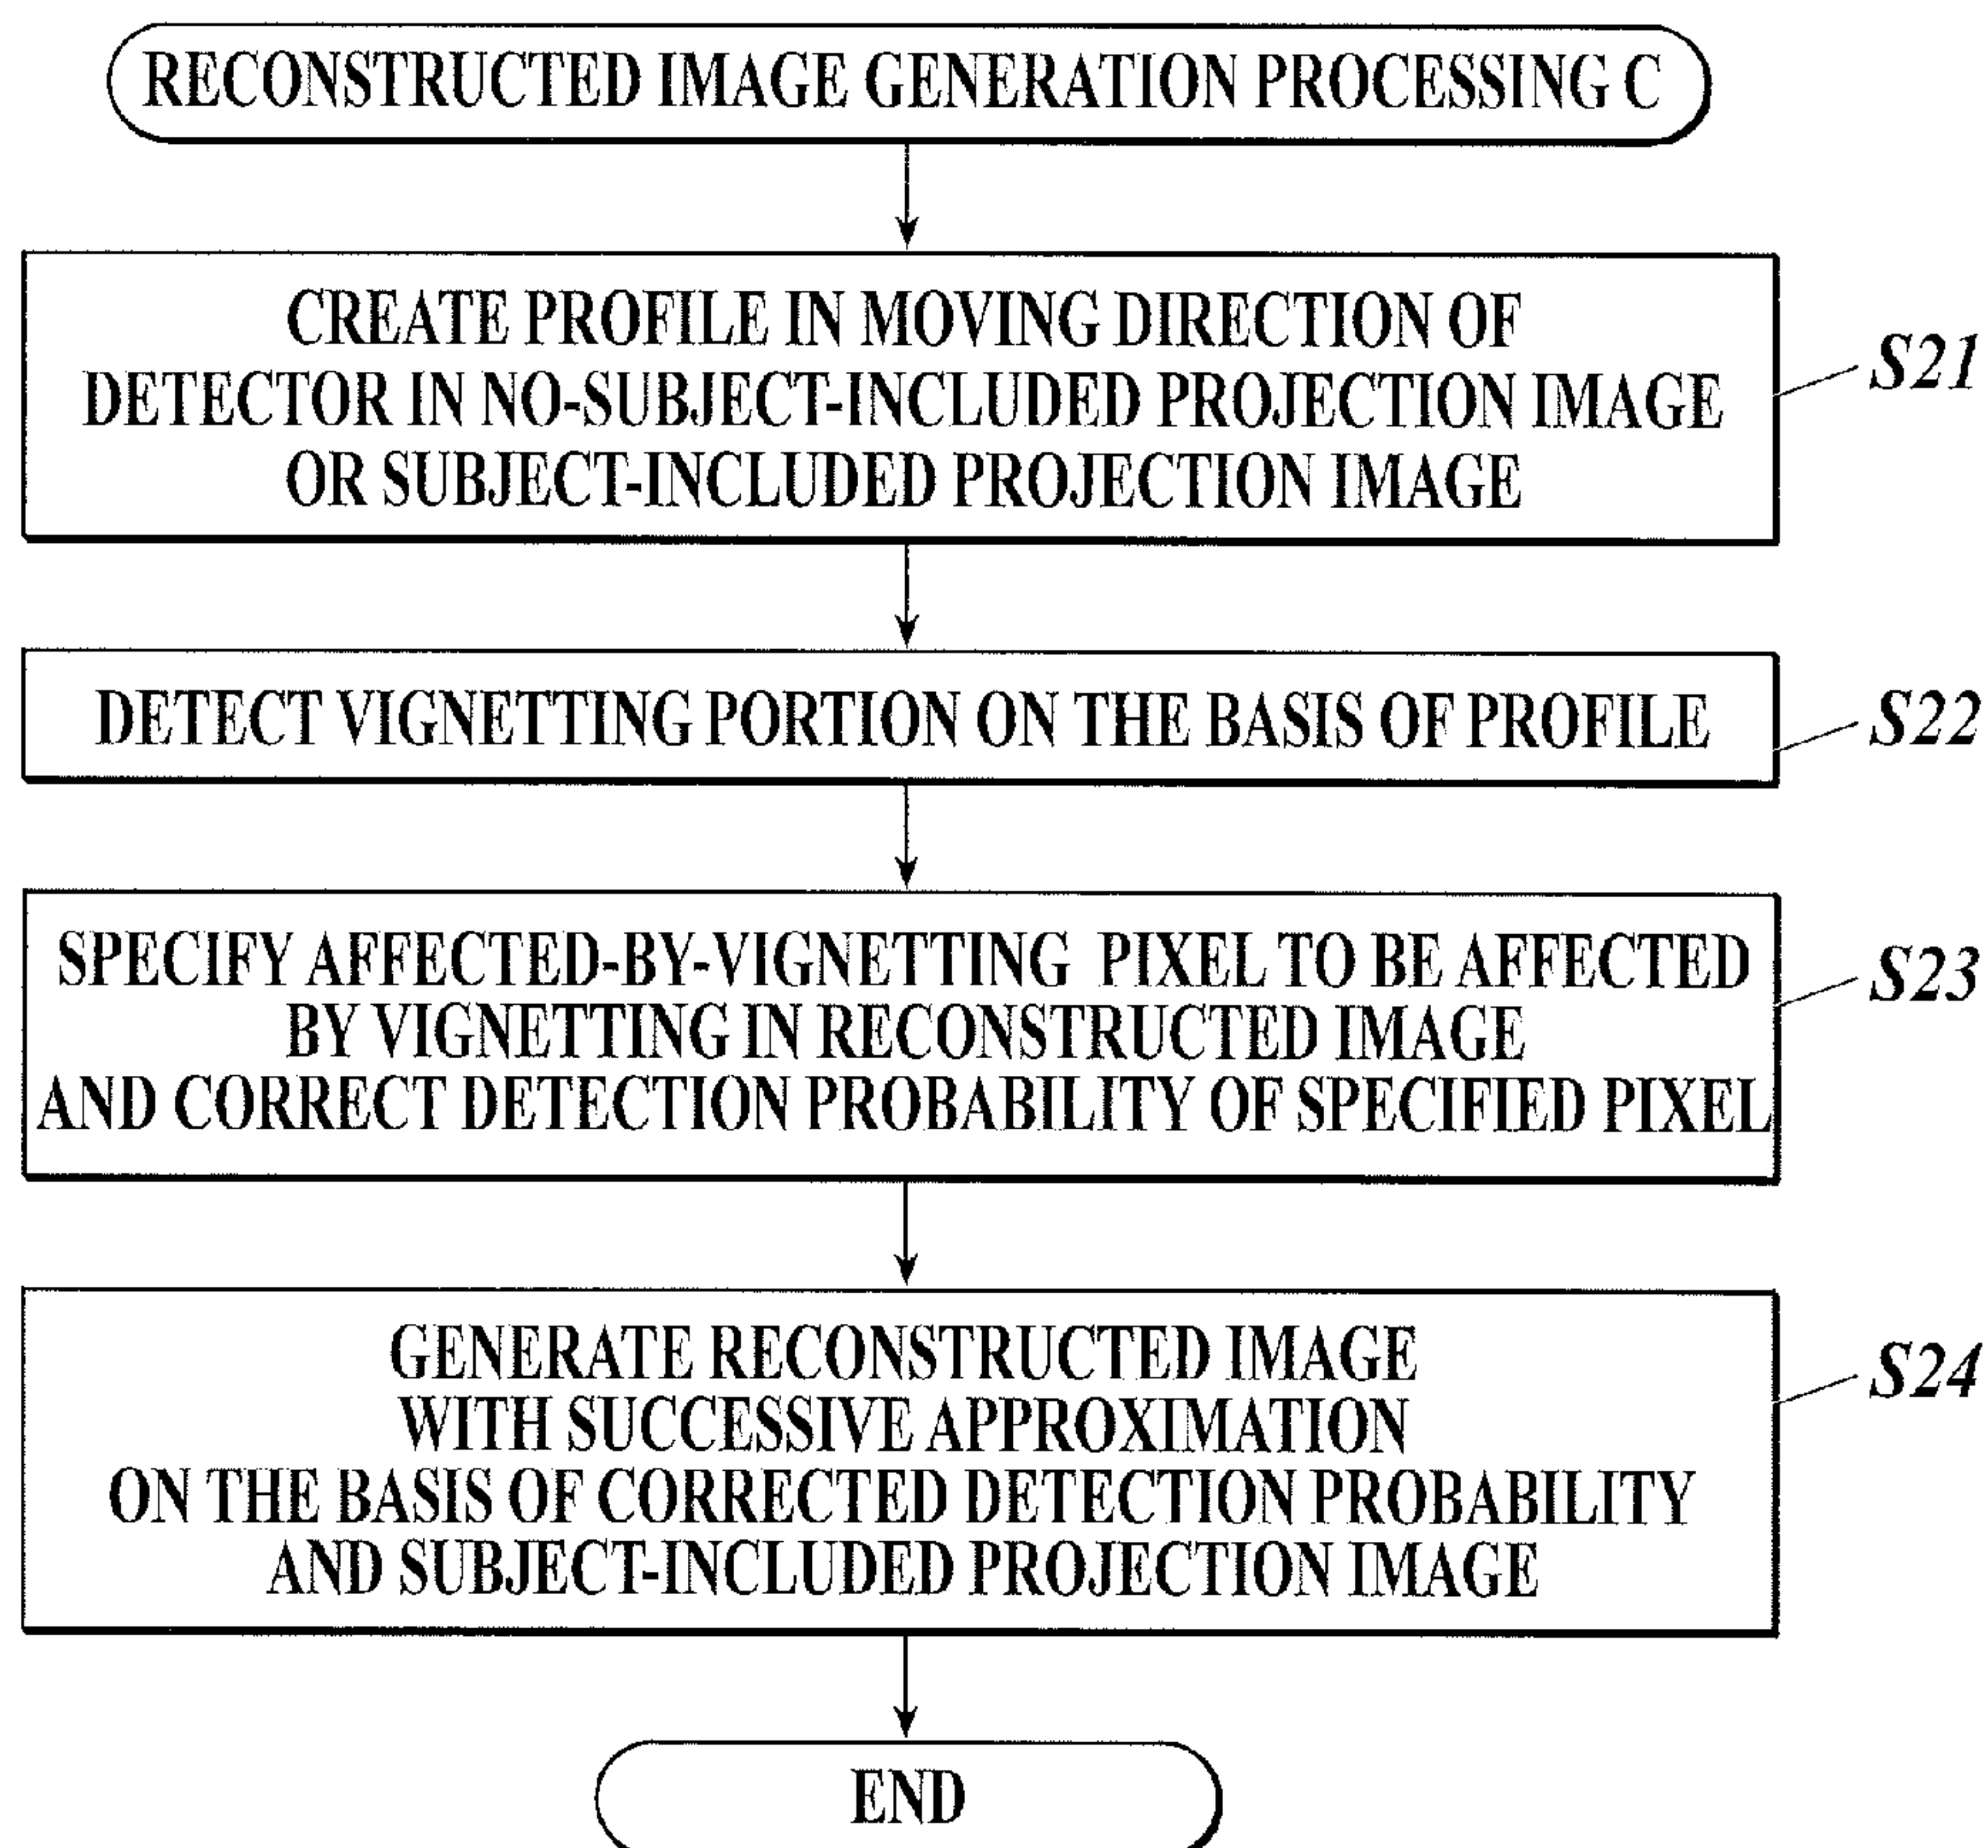 RECONSTRUCTED IMAGE GENERATION PROCESSING C
CREATE PROFILE IN MOVING DIRECTION OF
DETECTOR IN NO-SUBJECT-INCLUDED PROJECTION IMAGE
OR SUBJECT-INCLUDED PROJECTION IMAGE
S21
DETECT VIGNETTING PORTION ON THE BASIS OF PROFILE
S22
SPECIFY AFFECTED-BY-VIGNETTING PIXEL TO BE AFFECTED
BY VIGNETTING IN RECONSTRUCTED IMAGE
AND CORRECT DETECTION PROBABILITY OF SPECIFIED PIXEL
S23
GENERATE RECONSTRUCTED IMAGE
WITH SUCCESSIVE APPROXIMATION
ON THE BASIS OF CORRECTED DETECTION PROBABILITY
AND SUBJECT-INCLUDED PROJECTION IMAGE
S24
END